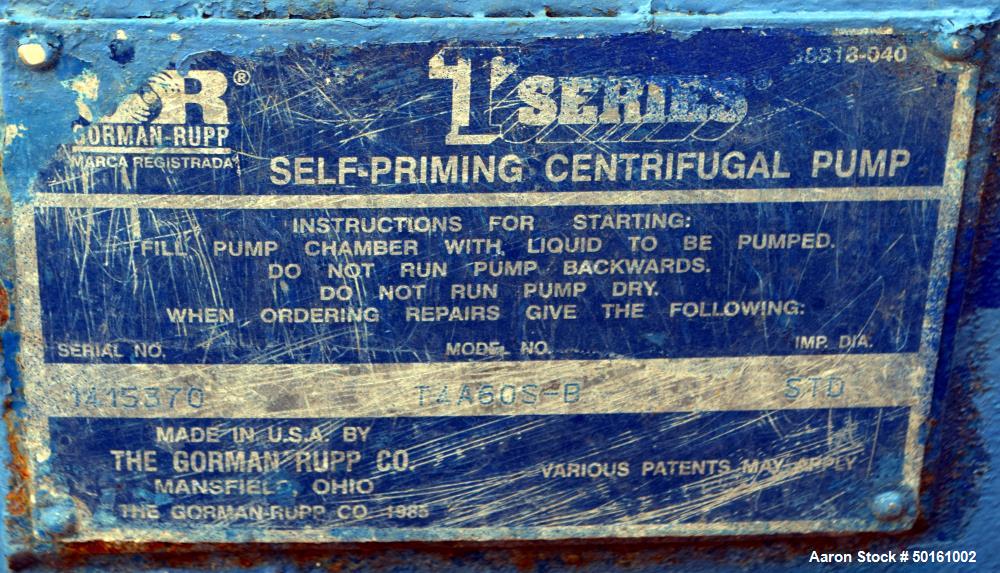 GR®
GORMAN-RUPP
MARCA REGISTRADA
T SERIES®
38818-040
SELF-PRIMING CENTRIFUGAL PUMP
INSTRUCTIONS FOR STARTING:
FILL PUMP CHAMBER WITH LIQUID TO BE PUMPED.
DO NOT RUN PUMP BACKWARDS.
DO NOT RUN PUMP DRY.
WHEN ORDERING REPAIRS GIVE THE FOLLOWING:
SERIAL NO. MODEL NO. IMP. DIA.
1415370 T4A60S-B STD
MADE IN U.S.A. BY
THE GORMAN-RUPP CO.
MANSFIELD, OHIO
THE GORMAN-RUPP CO 1985
VARIOUS PATENTS MAY APPLY
Aaron Stock # 50161002